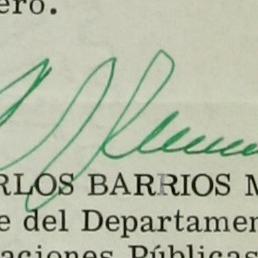 ero.
RLOS BARRIOS M
e del Departamen
aciones Públicas